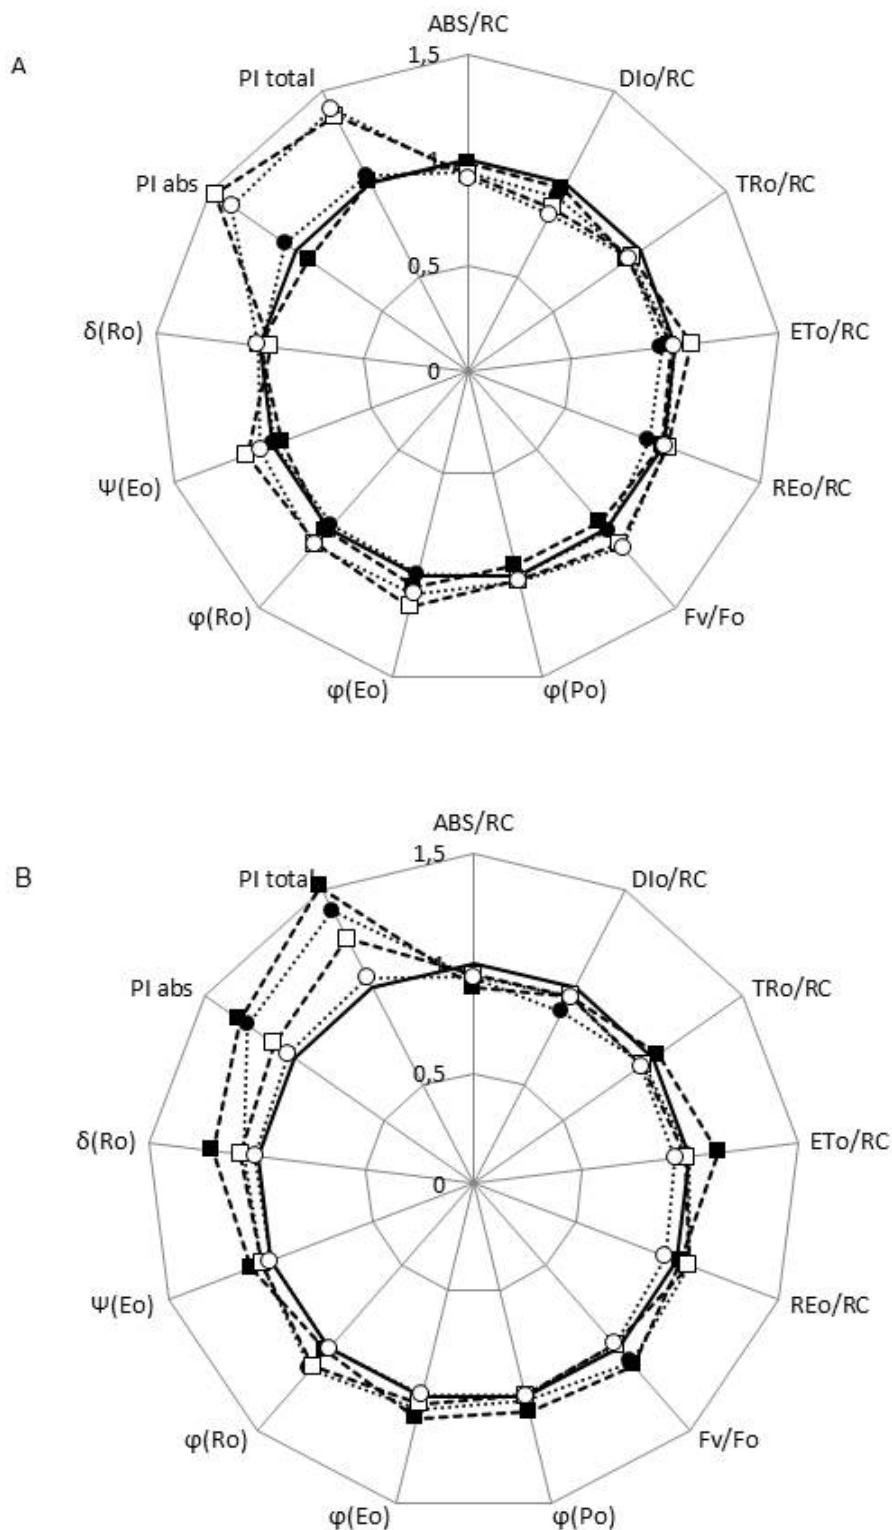 A
ABS/RC
1,5
PI total
DIo/RC
PI abs
1
TRo/RC
0,5
δ(Ro)
ETo/RC
0
Ψ(Eo)
REo/RC
φ(Ro)
Fv/Fo
φ(Eo)
φ(Po)
B
ABS/RC
1,5
PI total
DIo/RC
PI abs
1
TRo/RC
0,5
δ(Ro)
ETo/RC
0
Ψ(Eo)
REo/RC
φ(Ro)
Fv/Fo
φ(Eo)
φ(Po)